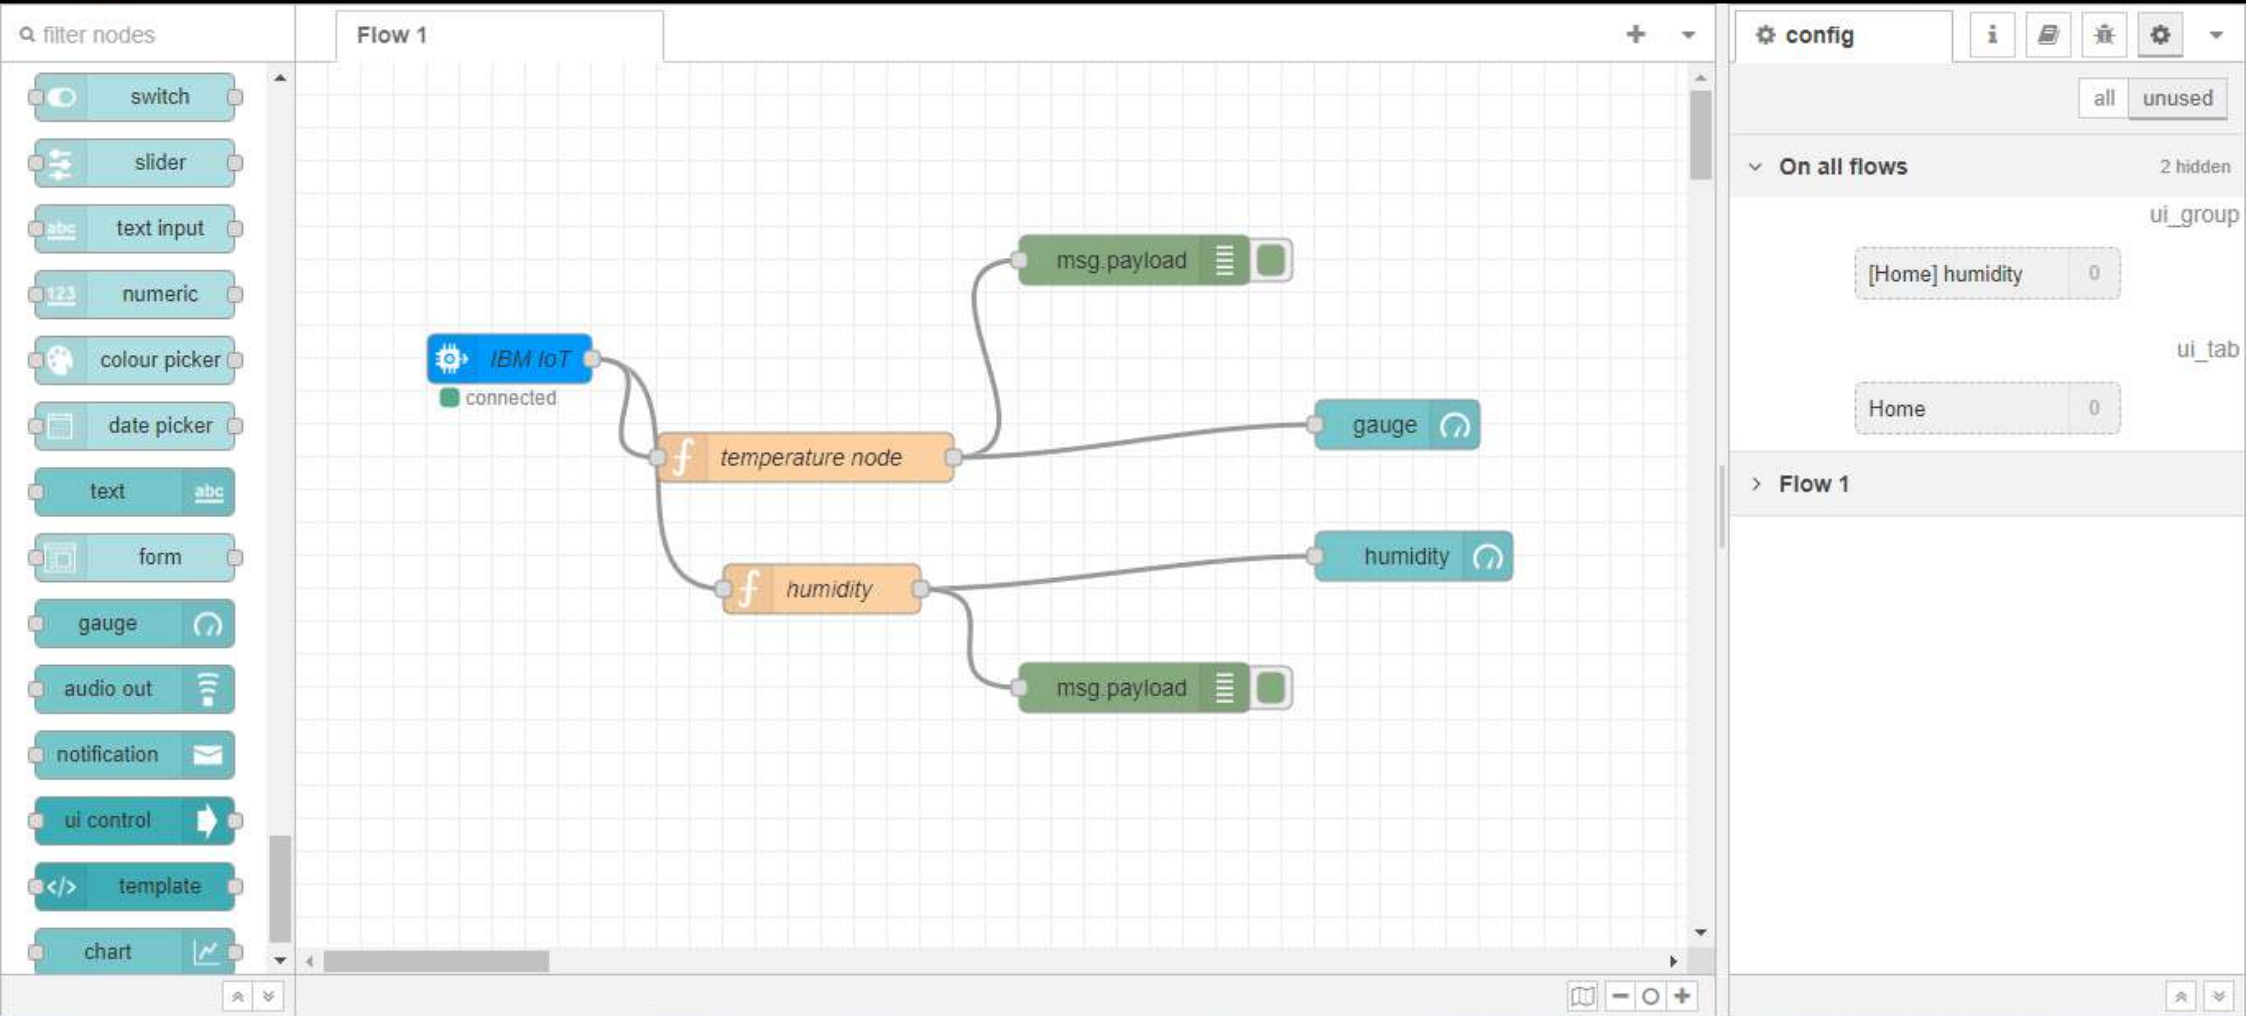 filter nodes
switch
slider
text input
numeric
colour picker
date picker
text
form
gauge
audio out
notification
ui control
template
chart
abc
123
abc
</>
Flow 1
msg.payload
IBM IoT
connected
gauge
temperature node
humidity
humidity
msg.payload
config
all
unused
On all flows
2 hidden
ui_group
[Home] humidity
0
ui_tab
Home
0
Flow 1